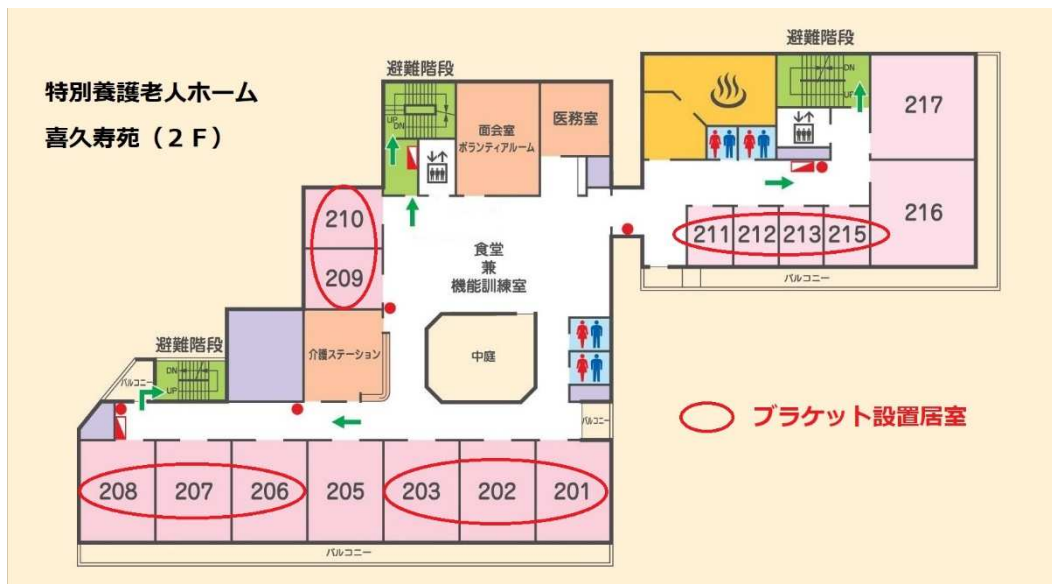 特別養護老人ホーム
喜久寿苑（２Ｆ）
避難階段
避難階段
DN
UP
217
UP
DN
面会室
ボランティアルーム
医務室
210
211
212
213
215
216
食堂
兼
機能訓練室
209
バルコニー
介護ステーション
中庭
避難階段
バルコニー
DN
UP
バルコニー
ブラケット設置居室
208
207
206
205
203
202
201
バルコニー